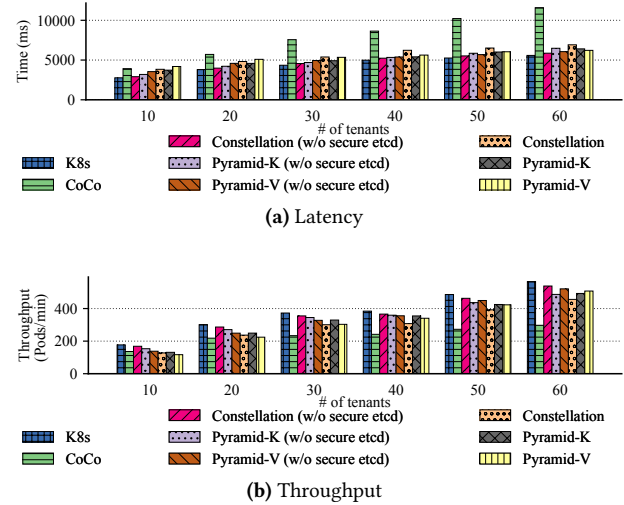 10000
5000
0
Time (ms)
10 20 30 40 50 60
# of tenants
K8s
CoCo
Constellation (w/o secure etcd)
Pyramid-K (w/o secure etcd)
Pyramid-V (w/o secure etcd)
Constellation
Pyramid-K
Pyramid-V
(a) Latency
400
200
0
Throughput
(Pods/min)
10 20 30 40 50 60
# of tenants
K8s
CoCo
Constellation (w/o secure etcd)
Pyramid-K (w/o secure etcd)
Pyramid-V (w/o secure etcd)
Constellation
Pyramid-K
Pyramid-V
(b) Throughput